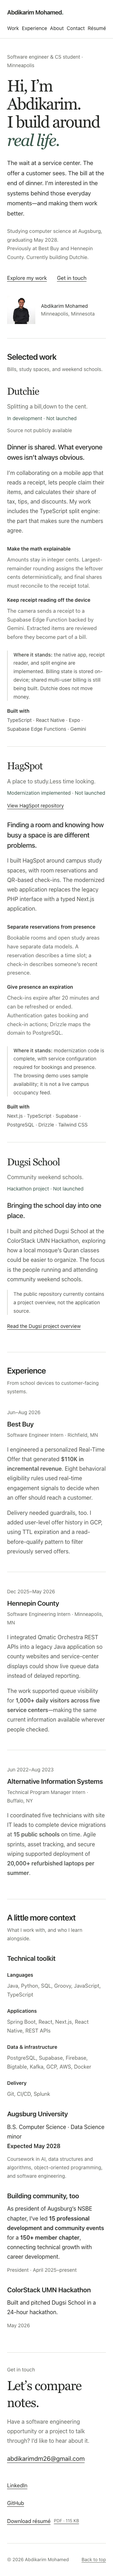 Abdikarim Mohamed.
Work Experience About Contact Résumé
Software engineer & CS student ·
Minneapolis
Hi, I’m
Abdikarim.
I build around
real life.
The wait at a service center. The
offer a customer sees. The bill at the
end of dinner. I’m interested in the
systems behind those everyday
moments—and making them work
better.
Studying computer science at Augsburg,
graduating May 2028.
Previously at Best Buy and Hennepin
County. Currently building Dutchie.
Explore my work
Get in touch
Abdikarim Mohamed
Minneapolis, Minnesota
Selected work
Bills, study spaces, and weekend schools.
Dutchie
Splitting a bill,down to the cent.
In development · Not launched
Source not publicly available
Dinner is shared. What everyone
owes isn’t always obvious.
I’m collaborating on a mobile app that
reads a receipt, lets people claim their
items, and calculates their share of
tax, tips, and discounts. My work
includes the TypeScript split engine:
the part that makes sure the numbers
agree.
Make the math explainable
Amounts stay in integer cents. Largest-
remainder rounding assigns the leftover
cents deterministically, and final shares
must reconcile to the receipt total.
Keep receipt reading off the device
The camera sends a receipt to a
Supabase Edge Function backed by
Gemini. Extracted items are reviewed
before they become part of a bill.
Where it stands: the native app, receipt
reader, and split engine are
implemented. Billing state is stored on-
device; shared multi-user billing is still
being built. Dutchie does not move
money.
Built with
TypeScript · React Native · Expo ·
Supabase Edge Functions · Gemini
HagSpot
A place to study.Less time looking.
Modernization implemented · Not launched
View HagSpot repository
Finding a room and knowing how
busy a space is are different
problems.
I built HagSpot around campus study
spaces, with room reservations and
QR-based check-ins. The modernized
web application replaces the legacy
PHP interface with a typed Next.js
application.
Separate reservations from presence
Bookable rooms and open study areas
have separate data models. A
reservation describes a time slot; a
check-in describes someone’s recent
presence.
Give presence an expiration
Check-ins expire after 20 minutes and
can be refreshed or ended.
Authentication gates booking and
check-in actions; Drizzle maps the
domain to PostgreSQL.
Where it stands: modernization code is
complete, with service configuration
required for bookings and presence.
The browsing demo uses sample
availability; it is not a live campus
occupancy feed.
Built with
Next.js · TypeScript · Supabase ·
PostgreSQL · Drizzle · Tailwind CSS
Dugsi School
Community weekend schools.
Hackathon project · Not launched
Bringing the school day into one
place.
I built and pitched Dugsi School at the
ColorStack UMN Hackathon, exploring
how a local mosque’s Quran classes
could be easier to organize. The focus
is the people running and attending
community weekend schools.
The public repository currently contains
a project overview, not the application
source.
Read the Dugsi project overview
Experience
From school devices to customer-facing
systems.
Jun–Aug 2026
Best Buy
Software Engineer Intern · Richfield, MN
I engineered a personalized Real-Time
Offer that generated $110K in
incremental revenue. Eight behavioral
eligibility rules used real-time
engagement signals to decide when
an offer should reach a customer.
Delivery needed guardrails, too. I
added user-level offer history in GCP,
using TTL expiration and a read-
before-qualify pattern to filter
previously served offers.
Dec 2025–May 2026
Hennepin County
Software Engineering Intern · Minneapolis,
MN
I integrated Qmatic Orchestra REST
APIs into a legacy Java application so
county websites and service-center
displays could show live queue data
instead of delayed reporting.
The work supported queue visibility
for 1,000+ daily visitors across five
service centers—making the same
current information available wherever
people checked.
Jun 2022–Aug 2023
Alternative Information Systems
Technical Program Manager Intern ·
Buffalo, NY
I coordinated five technicians with site
IT leads to complete device migrations
at 15 public schools on time. Agile
sprints, asset tracking, and secure
wiping supported deployment of
20,000+ refurbished laptops per
summer.
A little more context
What I work with, and who I learn
alongside.
Technical toolkit
Languages
Java, Python, SQL, Groovy, JavaScript,
TypeScript
Applications
Spring Boot, React, Next.js, React
Native, REST APIs
Data & infrastructure
PostgreSQL, Supabase, Firebase,
Bigtable, Kafka, GCP, AWS, Docker
Delivery
Git, CI/CD, Splunk
Augsburg University
B.S. Computer Science · Data Science
minor
Expected May 2028
Coursework in AI, data structures and
algorithms, object-oriented programming,
and software engineering.
Building community, too
As president of Augsburg’s NSBE
chapter, I’ve led 15 professional
development and community events
for a 150+ member chapter,
connecting technical growth with
career development.
President · April 2025–present
ColorStack UMN Hackathon
Built and pitched Dugsi School in a
24-hour hackathon.
May 2026
Get in touch
Let’s compare
notes.
Have a software engineering
opportunity or a project to talk
through? I’d like to hear about it.
abdikarimdm26@gmail.com
LinkedIn
GitHub
Download résumé PDF · 115 KB
© 2026 Abdikarim Mohamed
Back to top